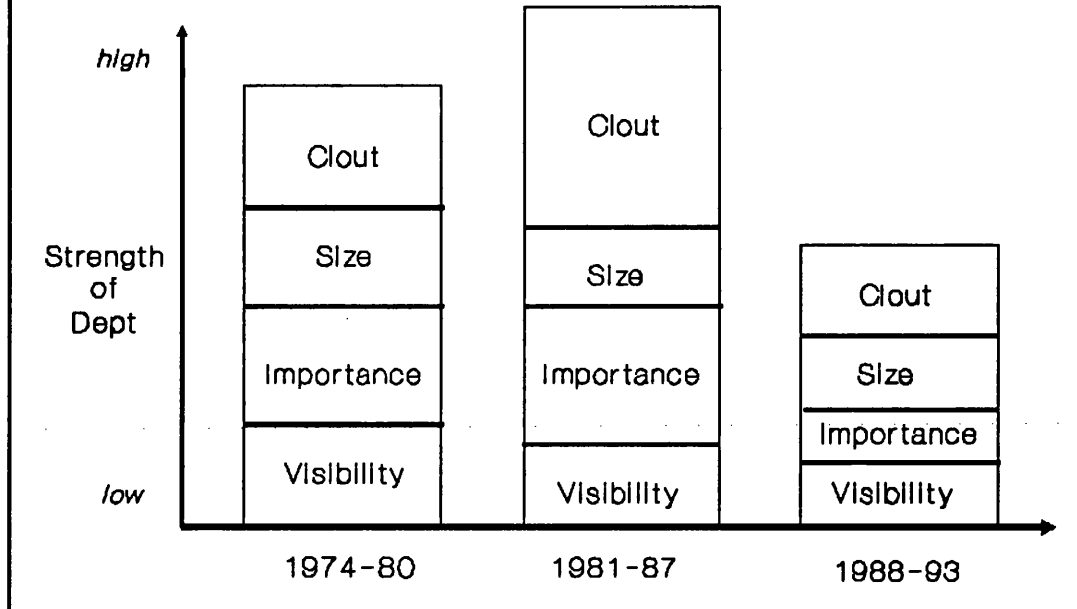 high
Strength
of
Dept
low
Clout
Size
Importance
Visibility
Clout
Size
Importance
Visibility
Clout
Size
Importance
Visibility
1974-80
1981-87
1988-93